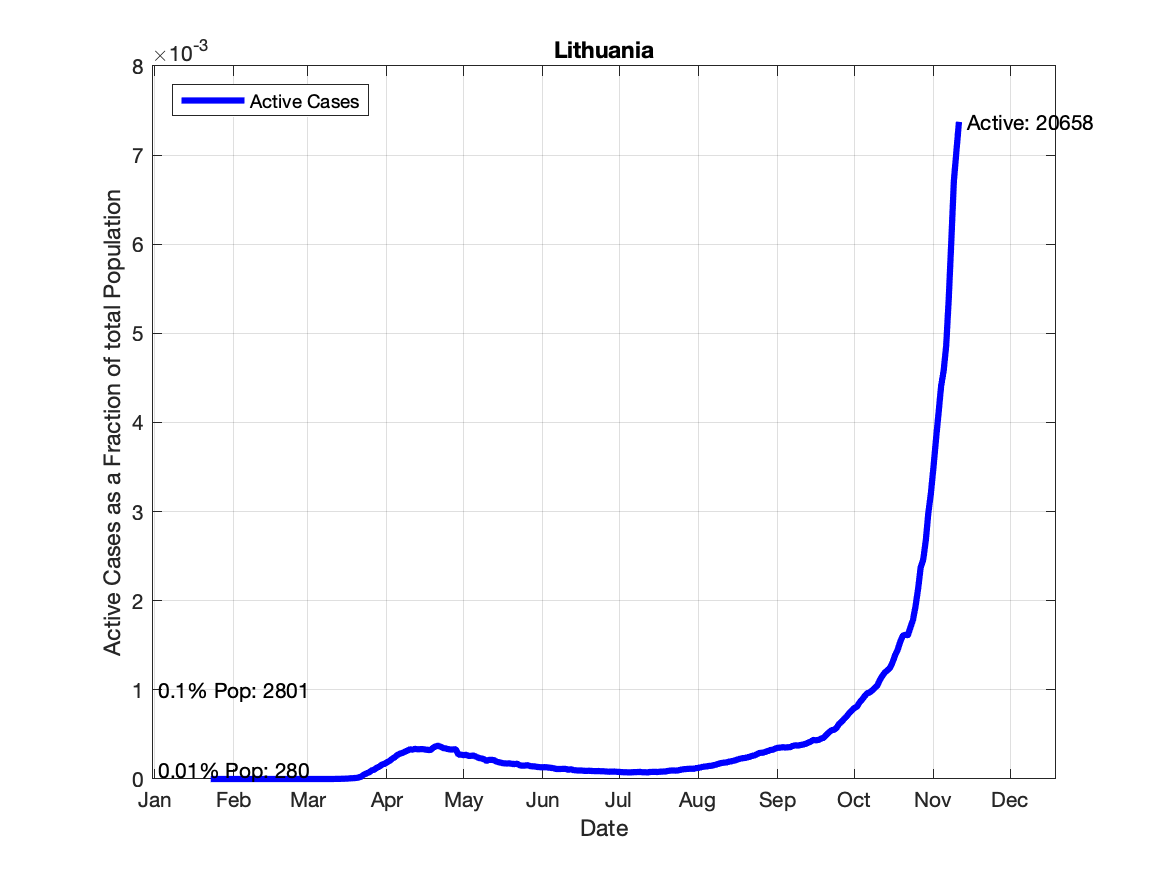 Lithuania
×10-3
8
Active Cases
Active: 20658
7
6
5
4
3
2
1
0.1% Pop: 2801
0.01% Pop: 280
0
Jan Feb Mar Apr May Jun Jul Aug Sep Oct Nov Dec
Date
Active Cases as a Fraction of total Population